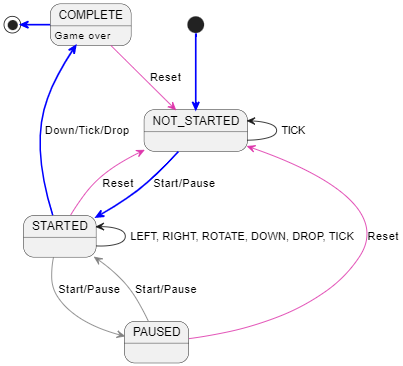 COMPLETE
Game over
Reset
NOT_STARTED
TICK
Down/Tick/Drop
Reset
Start/Pause
STARTED
LEFT, RIGHT, ROTATE, DOWN, DROP, TICK
Reset
Start/Pause
Start/Pause
PAUSED